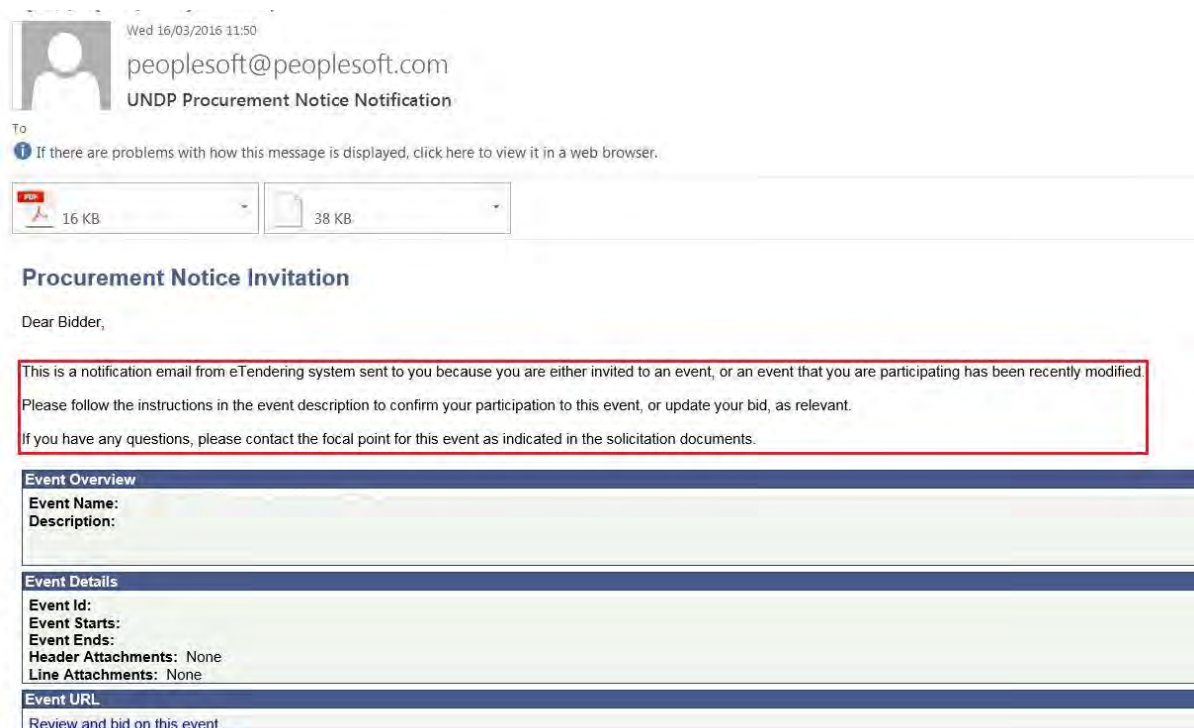 Wed 16/03/2016 11:50
peoplesoft@peoplesoft.com
UNDP Procurement Notice Notification
To
If there are problems with how this message is displayed, click here to view it in a web browser.
PDF
16 KB
38 KB
Procurement Notice Invitation
Dear Bidder,
This is a notification email from eTendering system sent to you because you are either invited to an event, or an event that you are participating has been recently modified.
Please follow the instructions in the event description to confirm your participation to this event, or update your bid, as relevant.
If you have any questions, please contact the focal point for this event as indicated in the solicitation documents.
Event Overview
Event Name:
Description:
Event Details
Event Id:
Event Starts:
Event Ends:
Header Attachments: None
Line Attachments: None
Event URL
Review and bid on this event